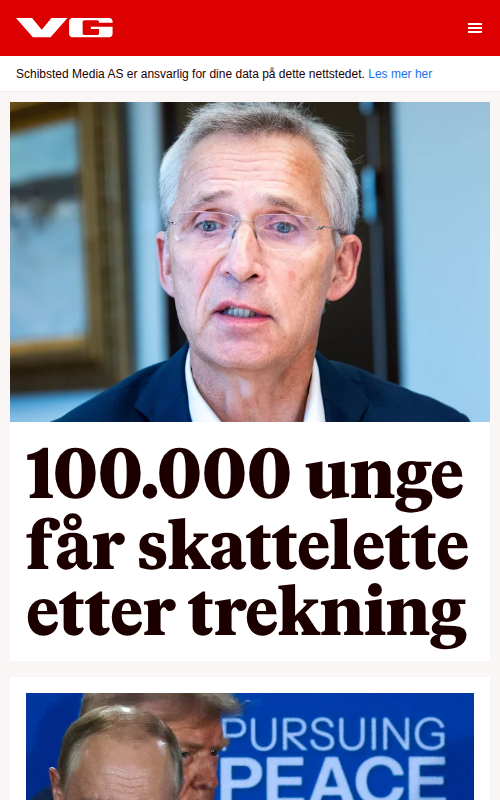 VG
Schibsted Media AS er ansvarlig for dine data på dette nettstedet. Les mer her
100.000 unge
får skattelette
etter trekning
PURSUING
PEACE